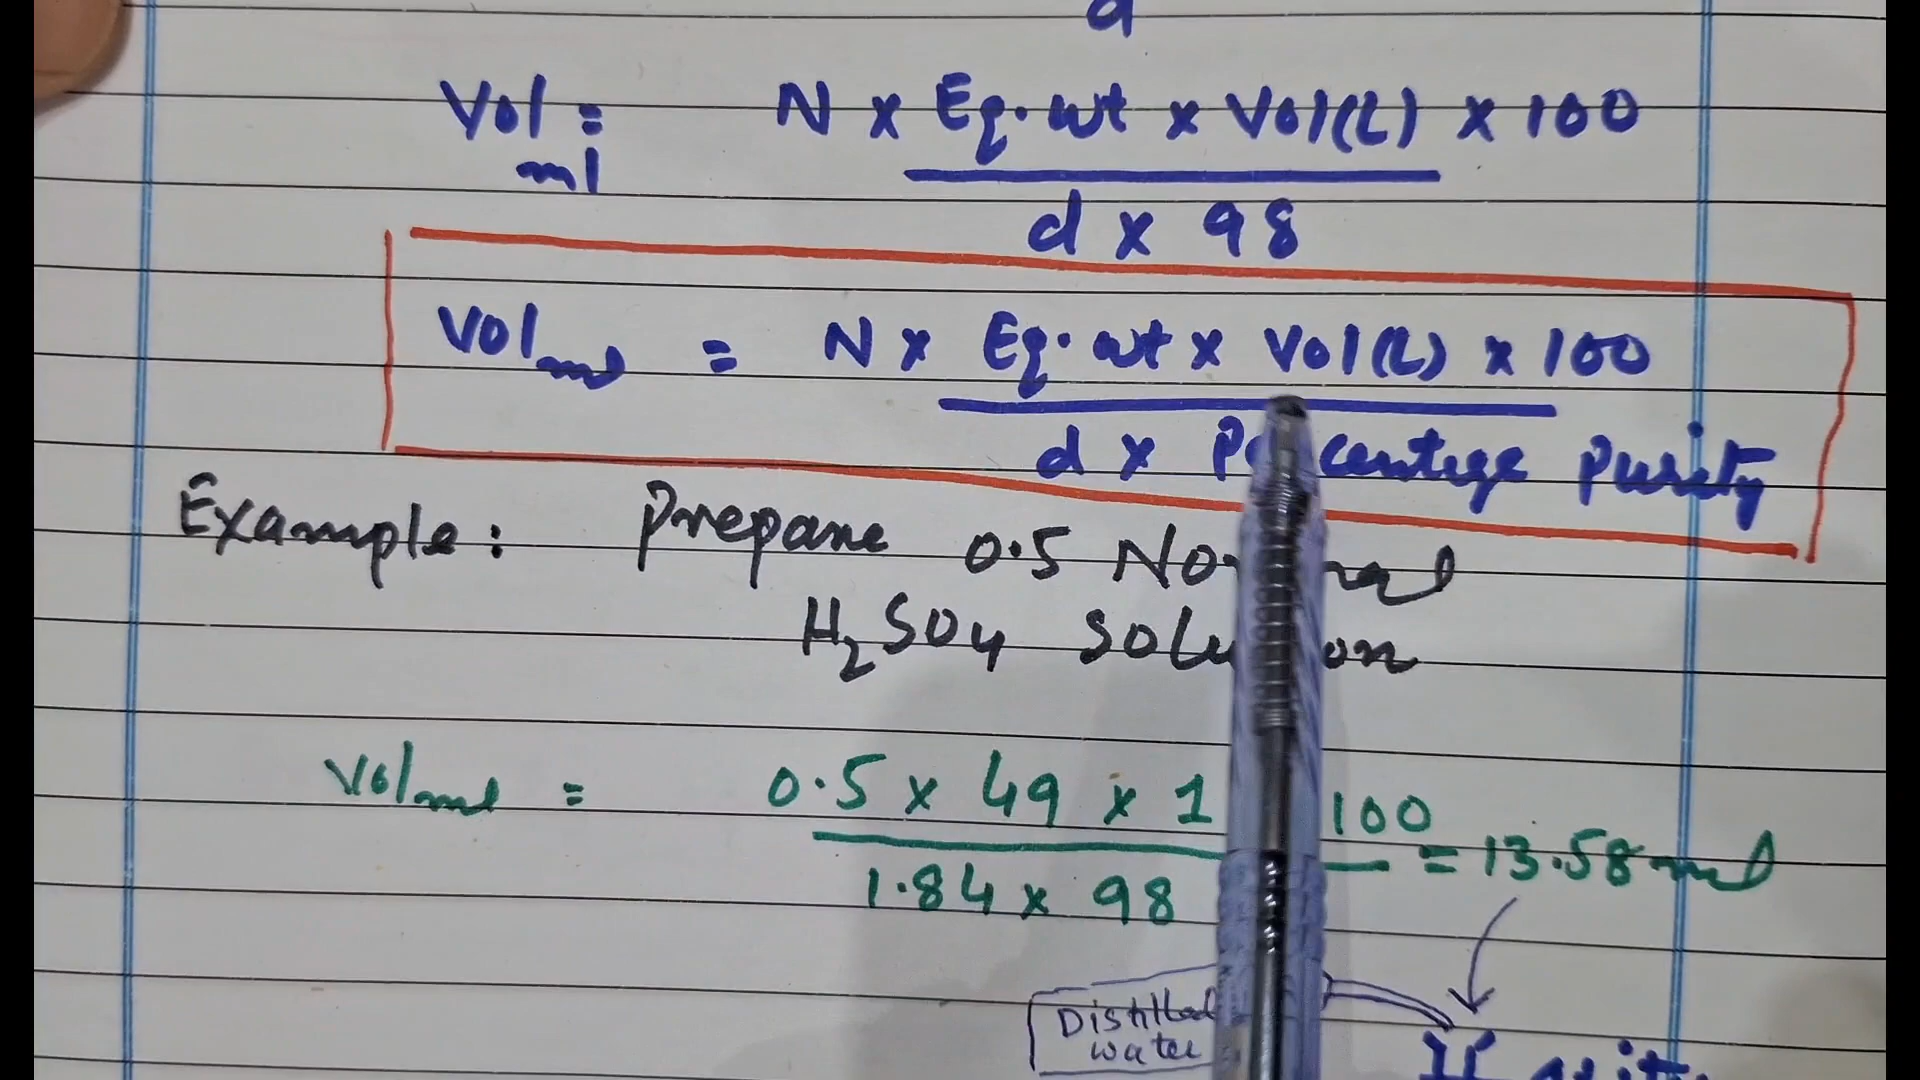 d
Vol = N x Eq. wt x Vol(L) x 100
ml
d x 98
Vol ml = N x Eq. wt x Vol(L) x 100
d x Percentage Purity
Example: Prepare 0.5 Normal
H₂SO₄ Solution
Vol ml = 0.5 x 49 x 1 100 = 13.58 ml
1.84 x 98
Distilled
water